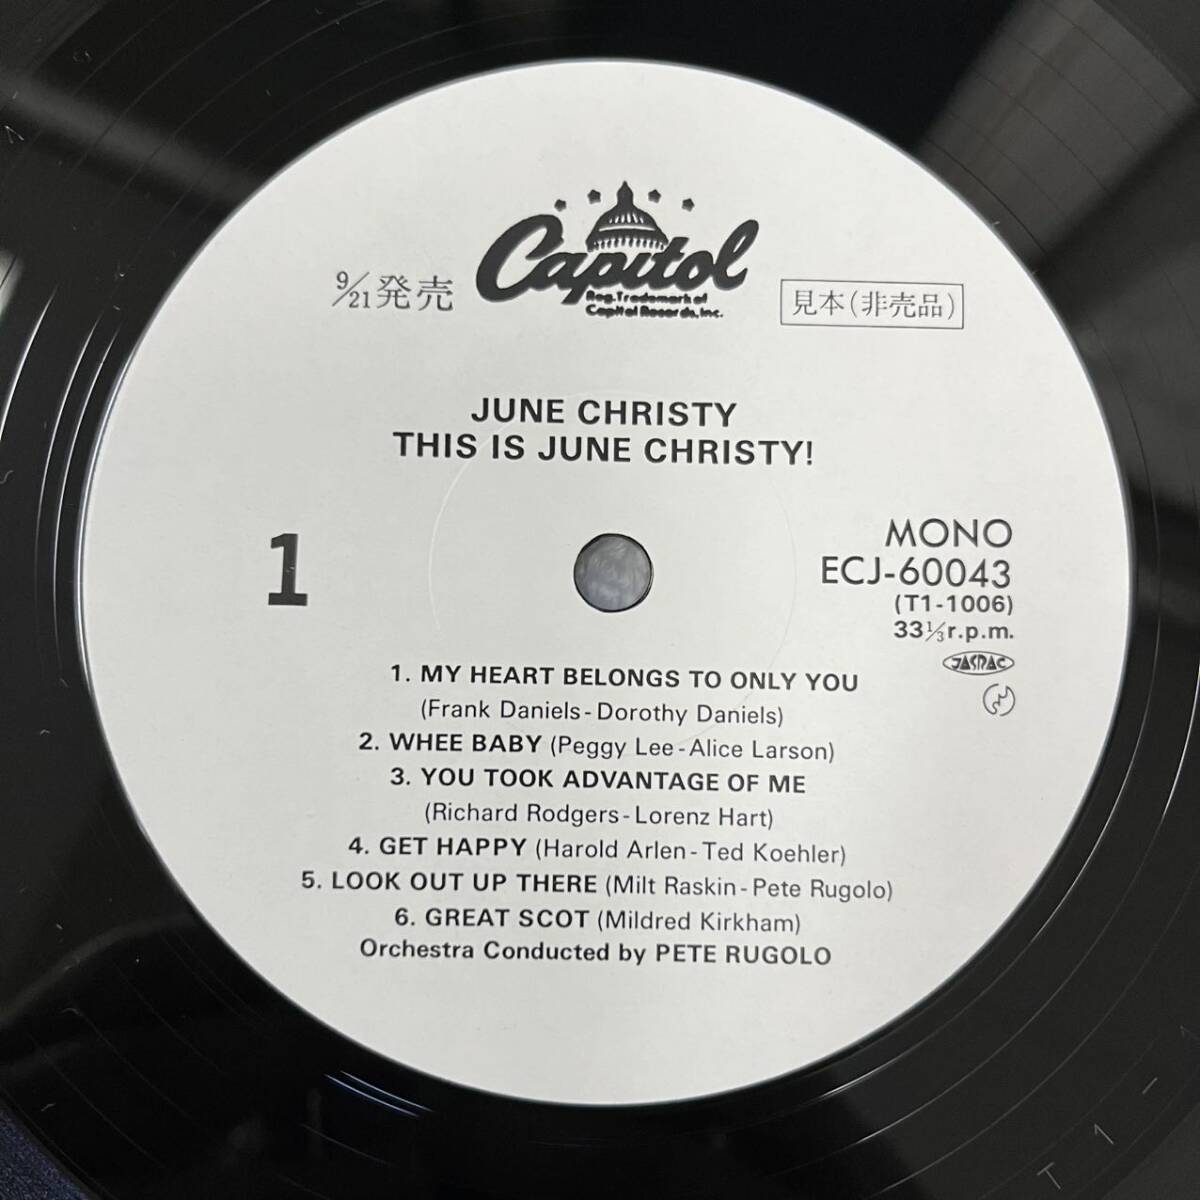 Capitol
Reg. Trademark of
Capitol Records, Inc.
9/21発売
見本(非売品)
JUNE CHRISTY
THIS IS JUNE CHRISTY!
1
MONO
ECJ-60043
(T1-1006)
33⅓r.p.m.
JASRAC
1. MY HEART BELONGS TO ONLY YOU
(Frank Daniels-Dorothy Daniels)
2. WHEE BABY (Peggy Lee-Alice Larson)
3. YOU TOOK ADVANTAGE OF ME
(Richard Rodgers-Lorenz Hart)
4. GET HAPPY (Harold Arlen-Ted Koehler)
5. LOOK OUT UP THERE (Milt Raskin-Pete Rugolo)
6. GREAT SCOT (Mildred Kirkham)
Orchestra Conducted by PETE RUGOLO
T1-